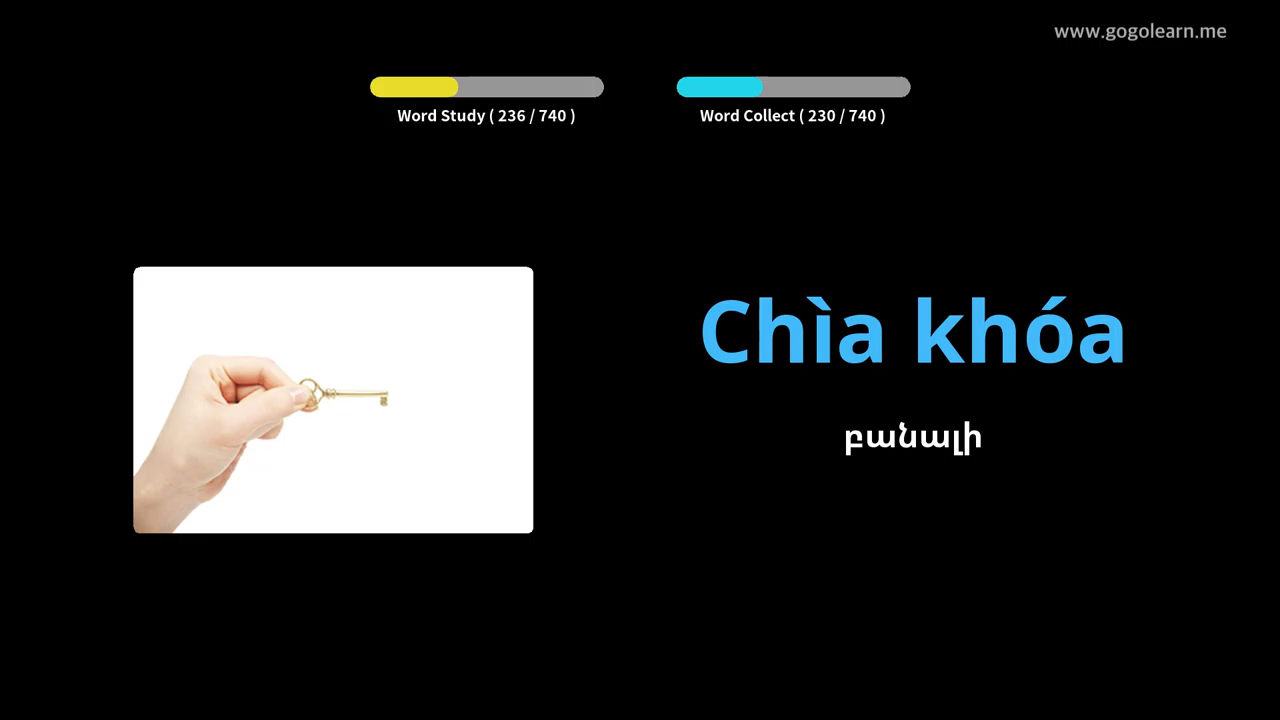 www.gogolearn.me
Word Study ( 236 / 740 )
Word Collect ( 230 / 740 )
Chìa khóa
բանալի